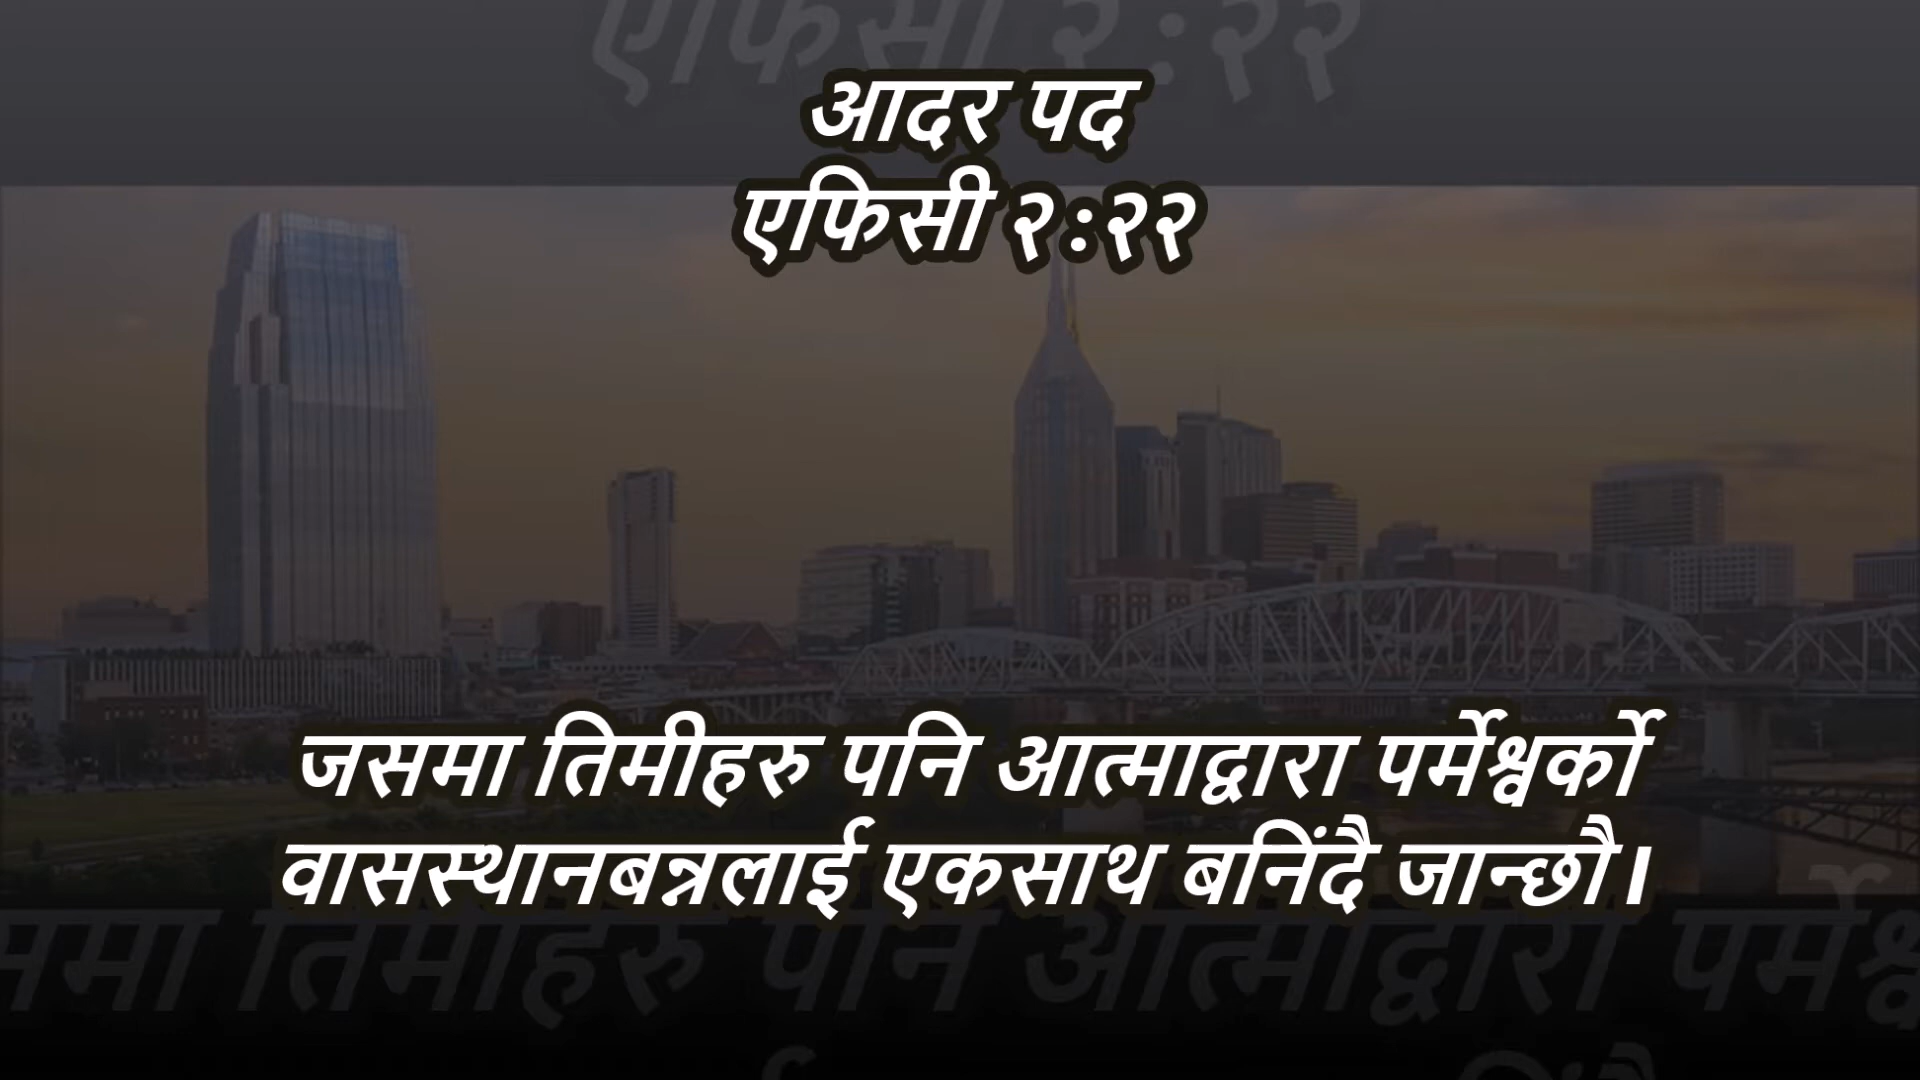 आदर पद
एफिसी २:२२
जसमा तिमीहरु पनि आत्माद्वारा पर्मेश्वर्को
वासस्थानबन्नलाई एकसाथ बनिंदै जान्छौ।